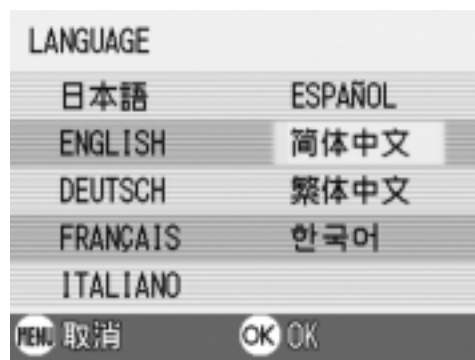 LANGUAGE
日本語 ESPAÑOL
ENGLISH 简体中文
DEUTSCH 繁体中文
FRANÇAIS 한국어
ITALIANO
MENU 取消 OK OK